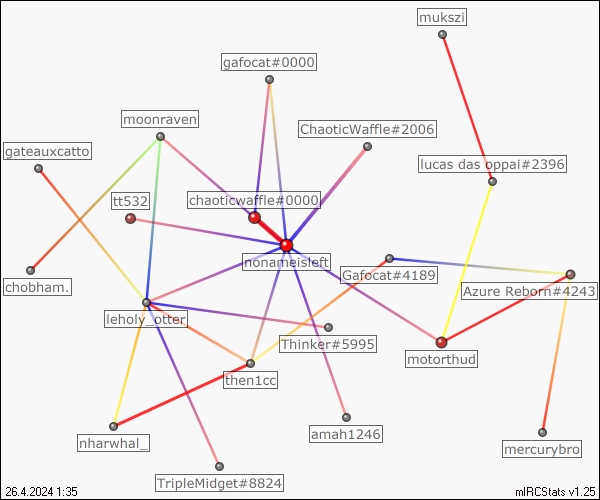 mukszi
gafocat#0000
moonraven
ChaoticWaffle#2006
gateauxcatto
lucas das oppai#2396
tt532
chaoticwaffle#0000
nonameisleft
Gafocat#4189
chobham.
Azure Reborn#4243
leholy_otter
Thinker#5995
motorthud
then1cc
amah1246
nharwhal_
mercurybro
TripleMidget#8824
26.4.2024 1:35
mIRCStats v1.25